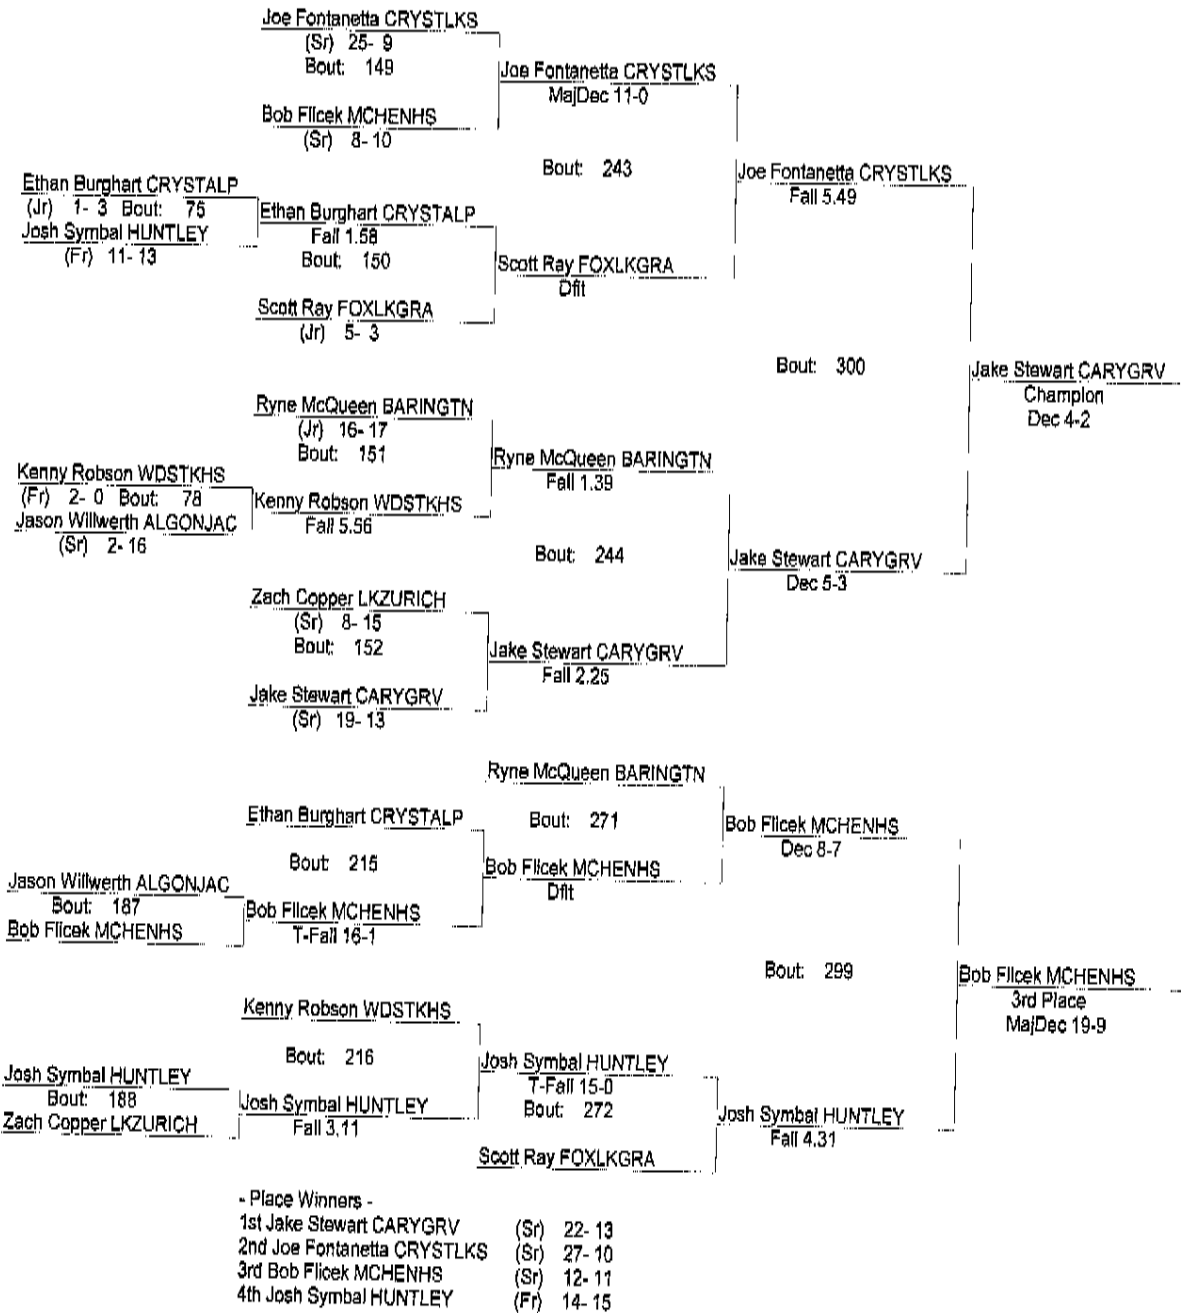 Joe Fontanetta CRYSTLKS
(Sr) 25- 9
Bout: 149
Joe Fontanetta CRYSTLKS
MajDec 11-0
Bob Flicek MCHENHS
(Sr) 8- 10
Bout: 243
Joe Fontanetta CRYSTLKS
Fall 5.49
Ethan Burghart CRYSTALP
(Jr) 1- 3 Bout: 75
Josh Symbal HUNTLEY
(Fr) 11- 13
Ethan Burghart CRYSTALP
Fall 1.58
Bout: 150
Scott Ray FOXLKGRA
Dflt
Scott Ray FOXLKGRA
(Jr) 5- 3
Bout: 300
Jake Stewart CARYGRV
Champion
Dec 4-2
Ryne McQueen BARINGTN
(Jr) 16- 17
Bout: 151
Ryne McQueen BARINGTN
Fall 1.39
Kenny Robson WDSTKHS
(Fr) 2- 0 Bout: 78
Jason Willwerth ALGONJAC
(Sr) 2- 16
Kenny Robson WDSTKHS
Fall 5.56
Bout: 244
Jake Stewart CARYGRV
Dec 5-3
Zach Copper LKZURICH
(Sr) 8- 15
Bout: 152
Jake Stewart CARYGRV
Fall 2.25
Jake Stewart CARYGRV
(Sr) 19- 13
Ryne McQueen BARINGTN
Bout: 271
Bob Flicek MCHENHS
Dec 8-7
Ethan Burghart CRYSTALP
Bout: 215
Bob Flicek MCHENHS
Dflt
Jason Willwerth ALGONJAC
Bout: 187
Bob Flicek MCHENHS
Bob Flicek MCHENHS
T-Fall 16-1
Bout: 299
Bob Flicek MCHENHS
3rd Place
MajDec 19-9
Kenny Robson WDSTKHS
Bout: 216
Josh Symbal HUNTLEY
T-Fall 15-0
Bout: 272
Josh Symbal HUNTLEY
Bout: 188
Zach Copper LKZURICH
Josh Symbal HUNTLEY
Fall 3.11
Josh Symbal HUNTLEY
Fall 4.31
Scott Ray FOXLKGRA
- Place Winners -
1st Jake Stewart CARYGRV (Sr) 22- 13
2nd Joe Fontanetta CRYSTLKS (Sr) 27- 10
3rd Bob Flicek MCHENHS (Sr) 12- 11
4th Josh Symbal HUNTLEY (Fr) 14- 15